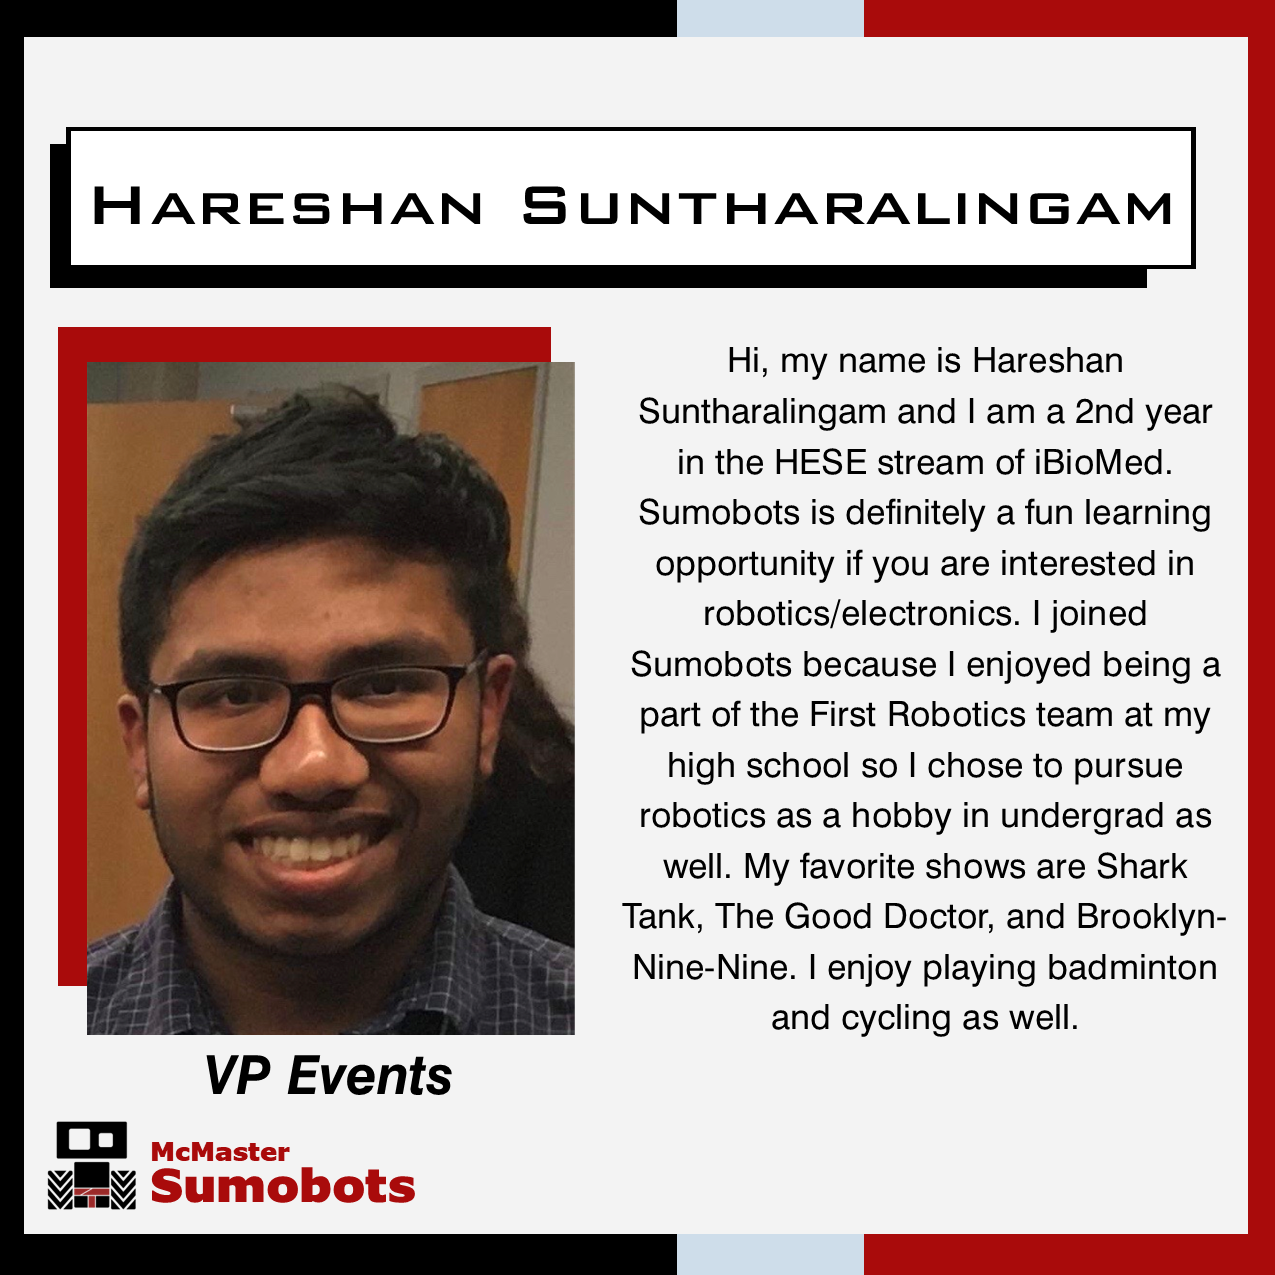 Hareshan Suntharalingam
Hi, my name is Hareshan
Suntharalingam and I am a 2nd year
in the HESE stream of iBioMed.
Sumobots is definitely a fun learning
opportunity if you are interested in
robotics/electronics. I joined
Sumobots because I enjoyed being a
part of the First Robotics team at my
high school so I chose to pursue
robotics as a hobby in undergrad as
well. My favorite shows are Shark
Tank, The Good Doctor, and Brooklyn-
Nine-Nine. I enjoy playing badminton
and cycling as well.
VP Events
McMaster
Sumobots